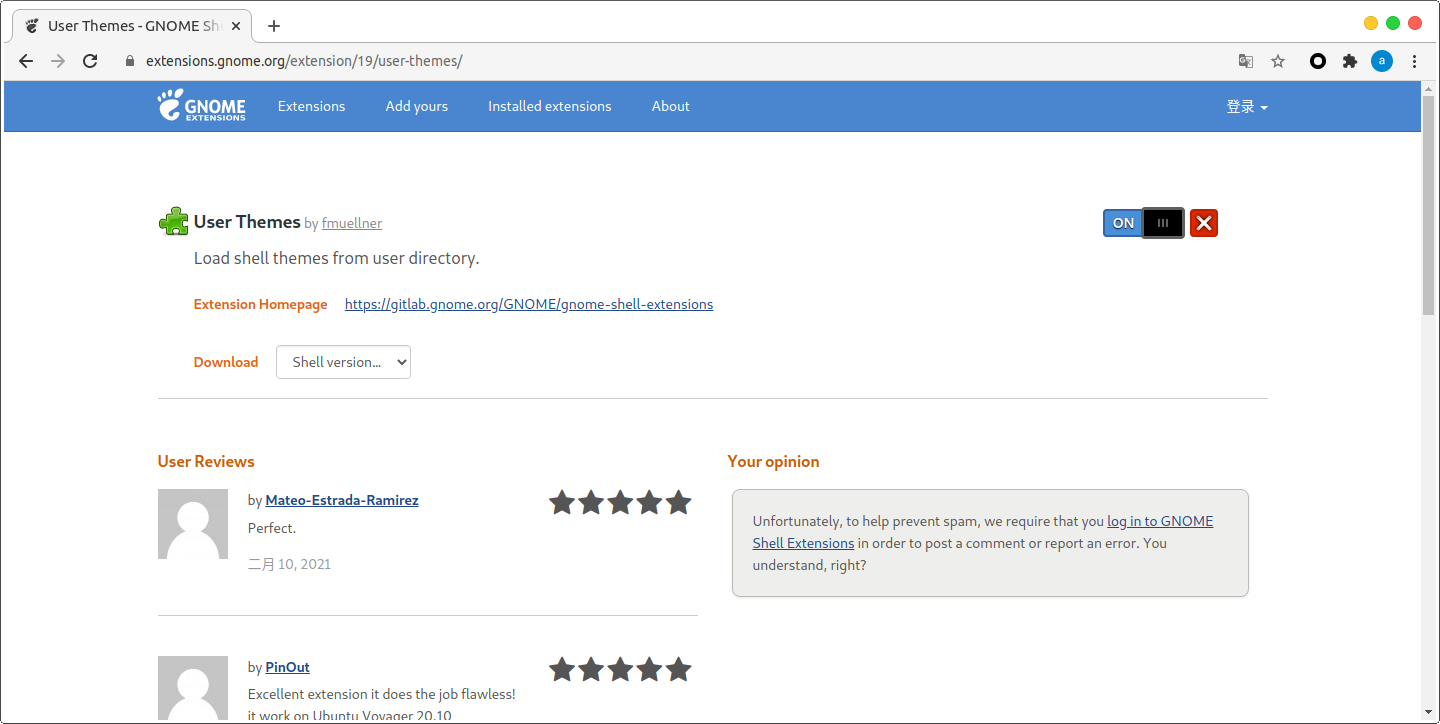 User Themes - GNOME Sh
extensions.gnome.org/extension/19/user-themes/
a
GNOME
EXTENSIONS
Extensions
Add yours
Installed extensions
About
登录
User Themes by fmuellner
ON
Load shell themes from user directory.
Extension Homepage
https://gitlab.gnome.org/GNOME/gnome-shell-extensions
Download
Shell version...
User Reviews
by Mateo-Estrada-Ramirez
Perfect.
二月 10, 2021
by PinOut
Excellent extension it does the job flawless!
it work on Ubuntu Voyager 20.10
Your opinion
Unfortunately, to help prevent spam, we require that you log in to GNOME
Shell Extensions in order to post a comment or report an error. You
understand, right?